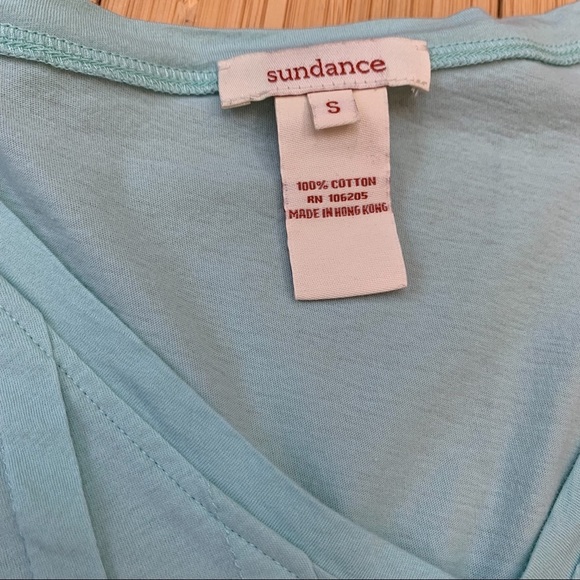 sundance
S
100% COTTON
RN 106205
MADE IN HONG KONG